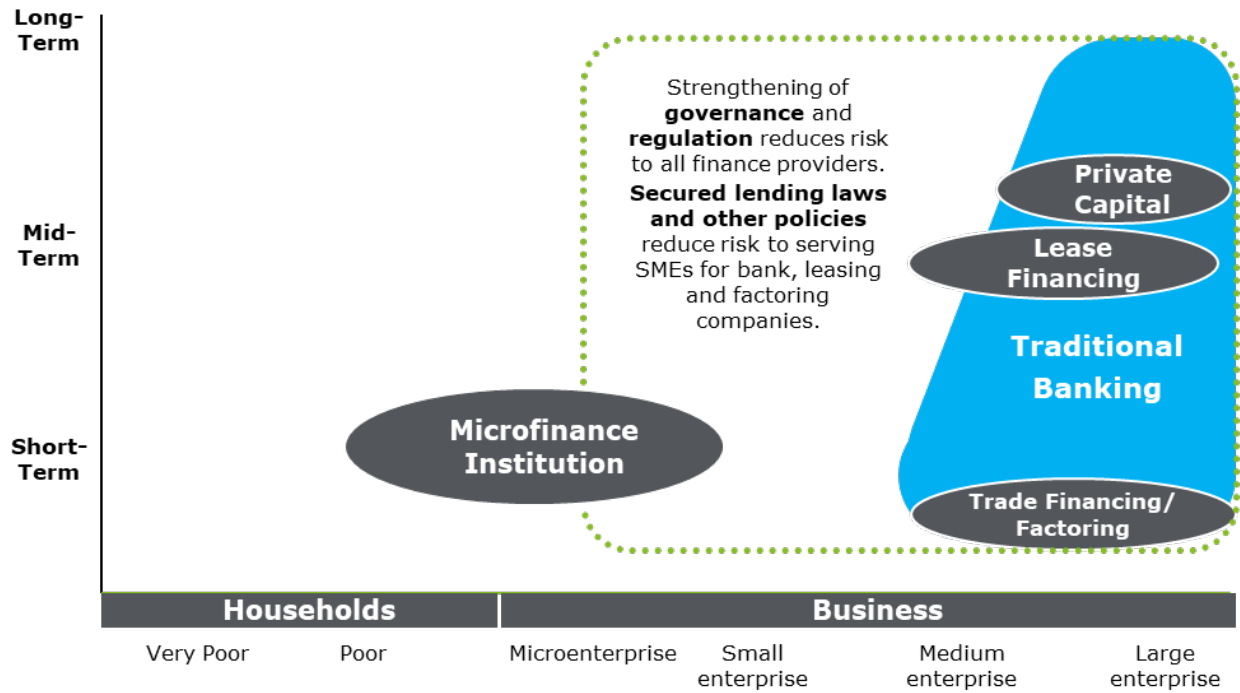 Long-
Term
Mid-
Term
Short-
Term
Strengthening of
governance and
regulation reduces risk
to all finance providers.
Secured lending laws
and other policies
reduce risk to serving
SMEs for bank, leasing
and factoring
companies.
Private
Capital
Lease
Financing
Traditional
Banking
Microfinance
Institution
Trade Financing/
Factoring
Households
Business
Very Poor
Poor
Microenterprise
Small
enterprise
Medium
enterprise
Large
enterprise